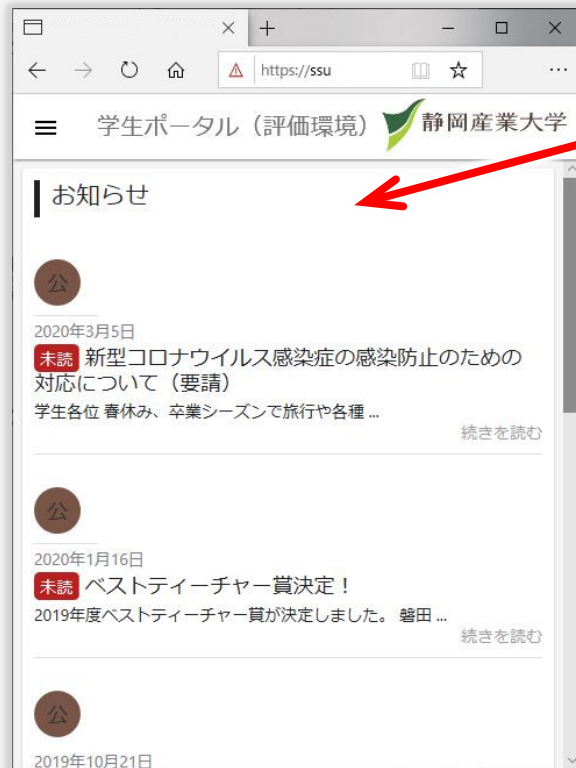 https://ssu
学生ポータル（評価環境） 静岡産業大学
お知らせ
公
2020年3月5日
未読 新型コロナウイルス感染症の感染防止のための
対応について（要請）
学生各位 春休み、卒業シーズンで旅行や各種 ...
続きを読む
公
2020年1月16日
未読 ベストティーチャー賞決定！
2019年度ベストティーチャー賞が決定しました。 磐田 ...
続きを読む
公
2019年10月21日